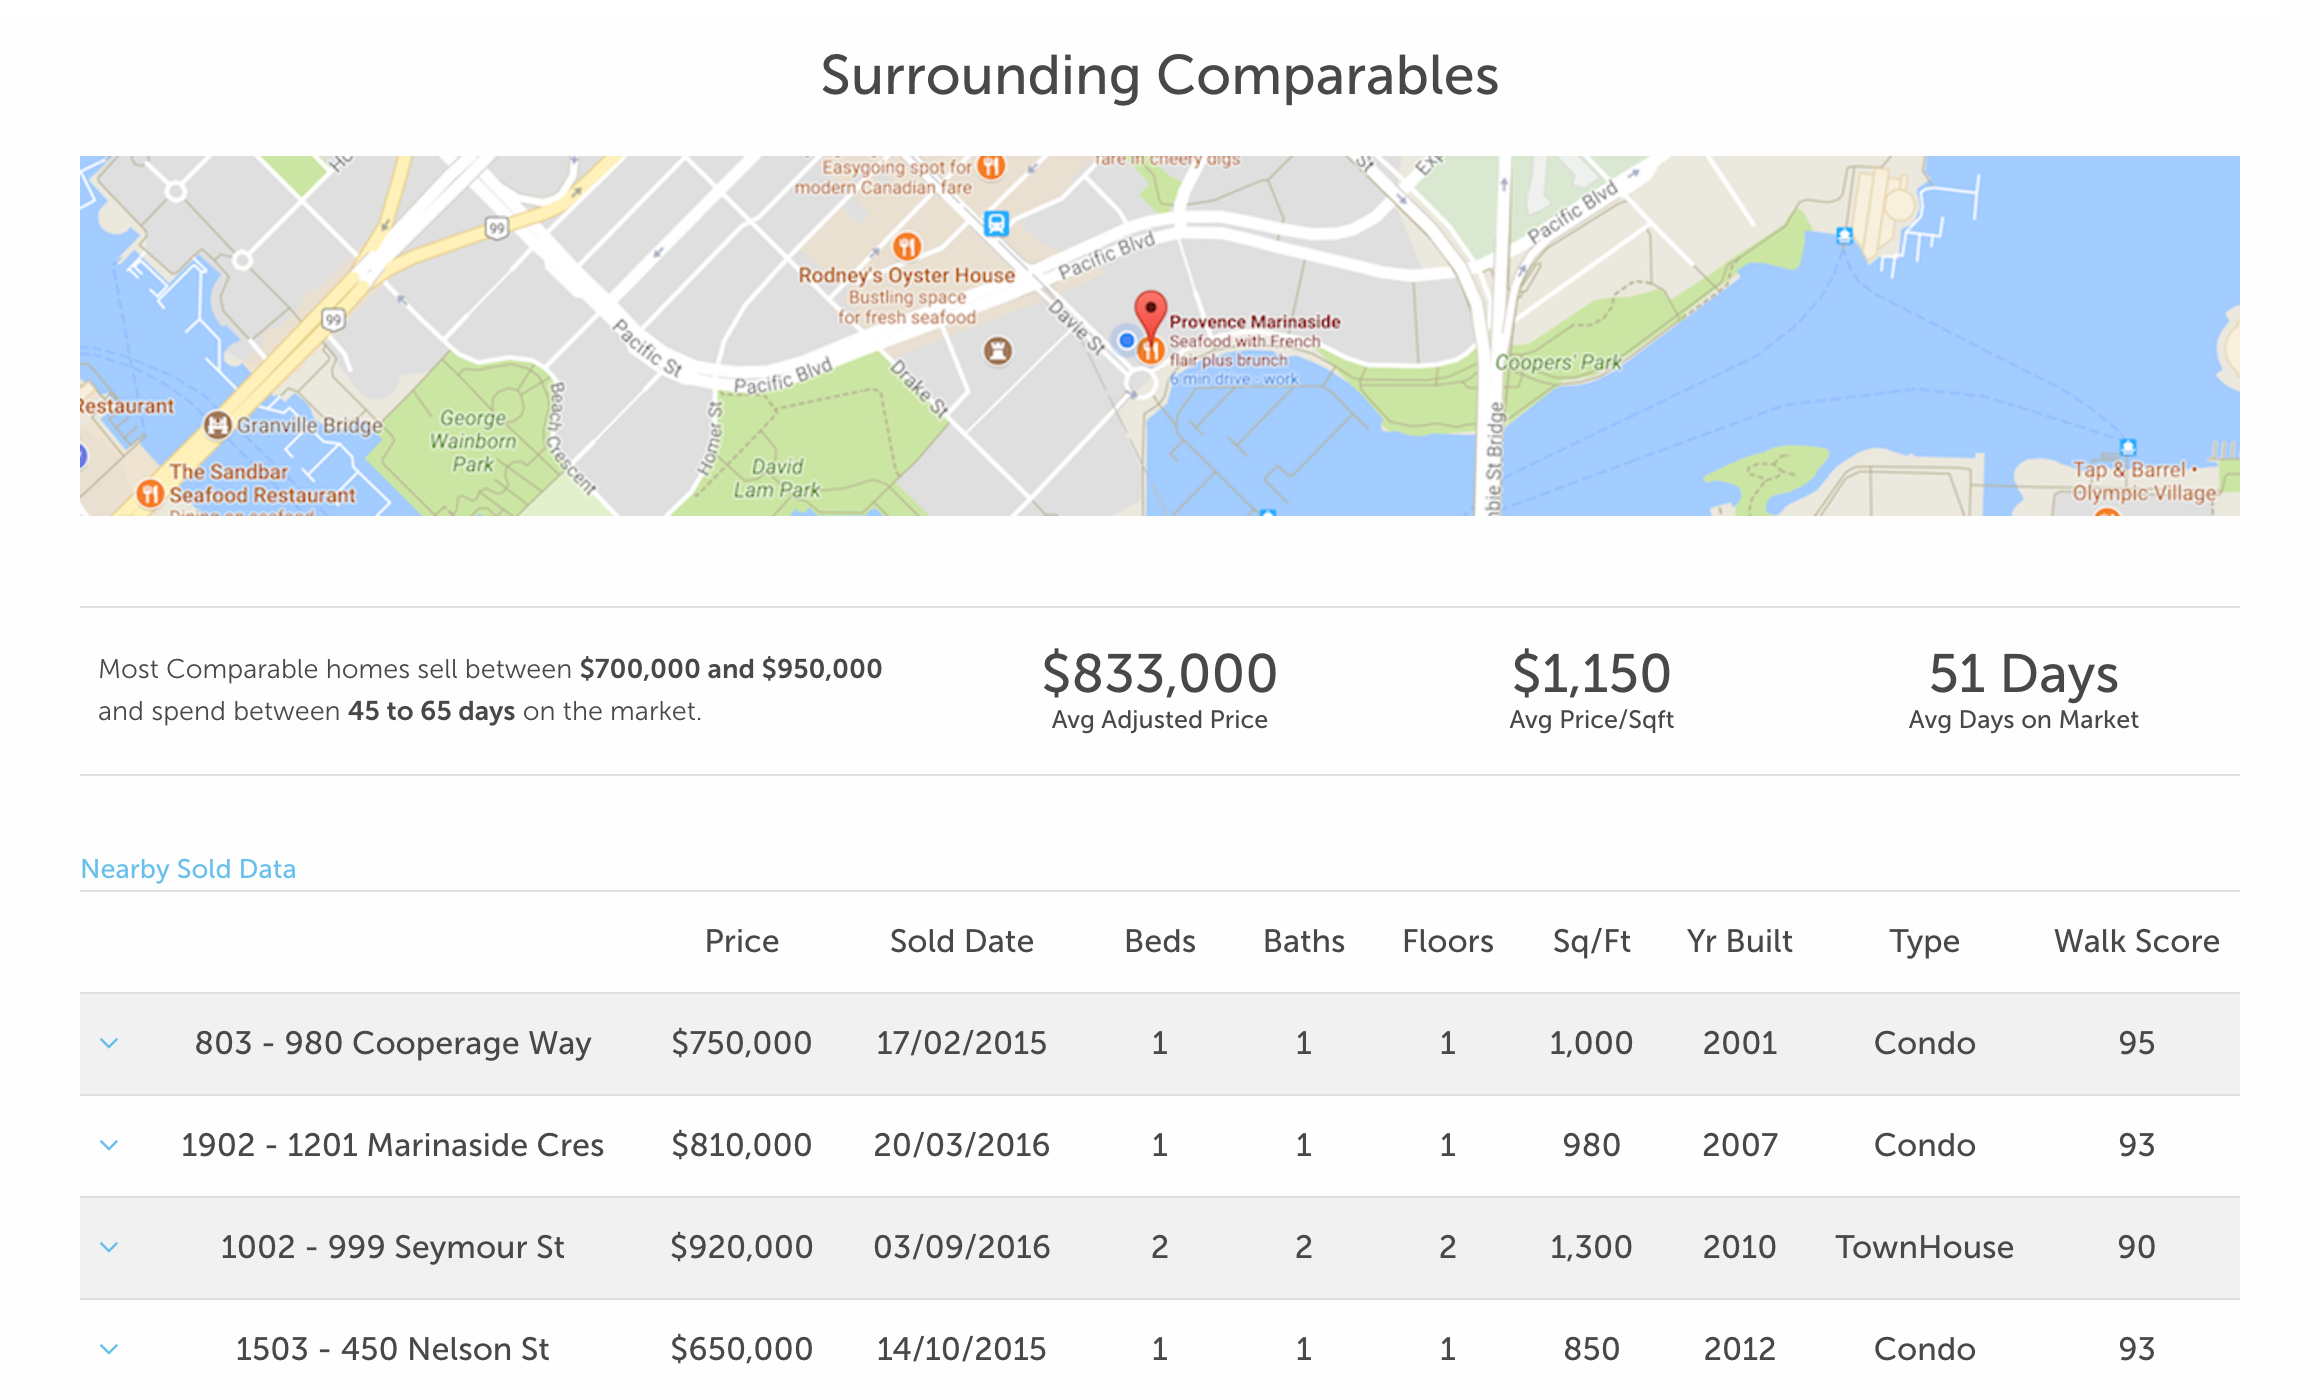 Surrounding Comparables
Easygoing spot for
modern Canadian fare
fare in cheery digs
St
Pacific Blvd
99
Pacific Blvd
Rodney's Oyster House
Bustling space
for fresh seafood
99
Davie St
Provence Marinaside
Seafood with French
flair plus brunch
6 min drive - work
Pacific St
Pacific Blvd
Drake St
Coopers' Park
Restaurant
Granville Bridge
George
Wainborn
Park
Beach Crescent
Homer St
David
Lam Park
The Sandbar
Seafood Restaurant
Dining on seafood
mbie St Bridge
Tap & Barrel •
Olympic Village
Most Comparable homes sell between $700,000 and $950,000
and spend between 45 to 65 days on the market.
$833,000
Avg Adjusted Price
$1,150
Avg Price/Sqft
51 Days
Avg Days on Market
Nearby Sold Data
Price Sold Date Beds Baths Floors Sq/Ft Yr Built Type Walk Score
803 - 980 Cooperage Way $750,000 17/02/2015 1 1 1 1,000 2001 Condo 95
1902 - 1201 Marinaside Cres $810,000 20/03/2016 1 1 1 980 2007 Condo 93
1002 - 999 Seymour St $920,000 03/09/2016 2 2 2 1,300 2010 TownHouse 90
1503 - 450 Nelson St $650,000 14/10/2015 1 1 1 850 2012 Condo 93